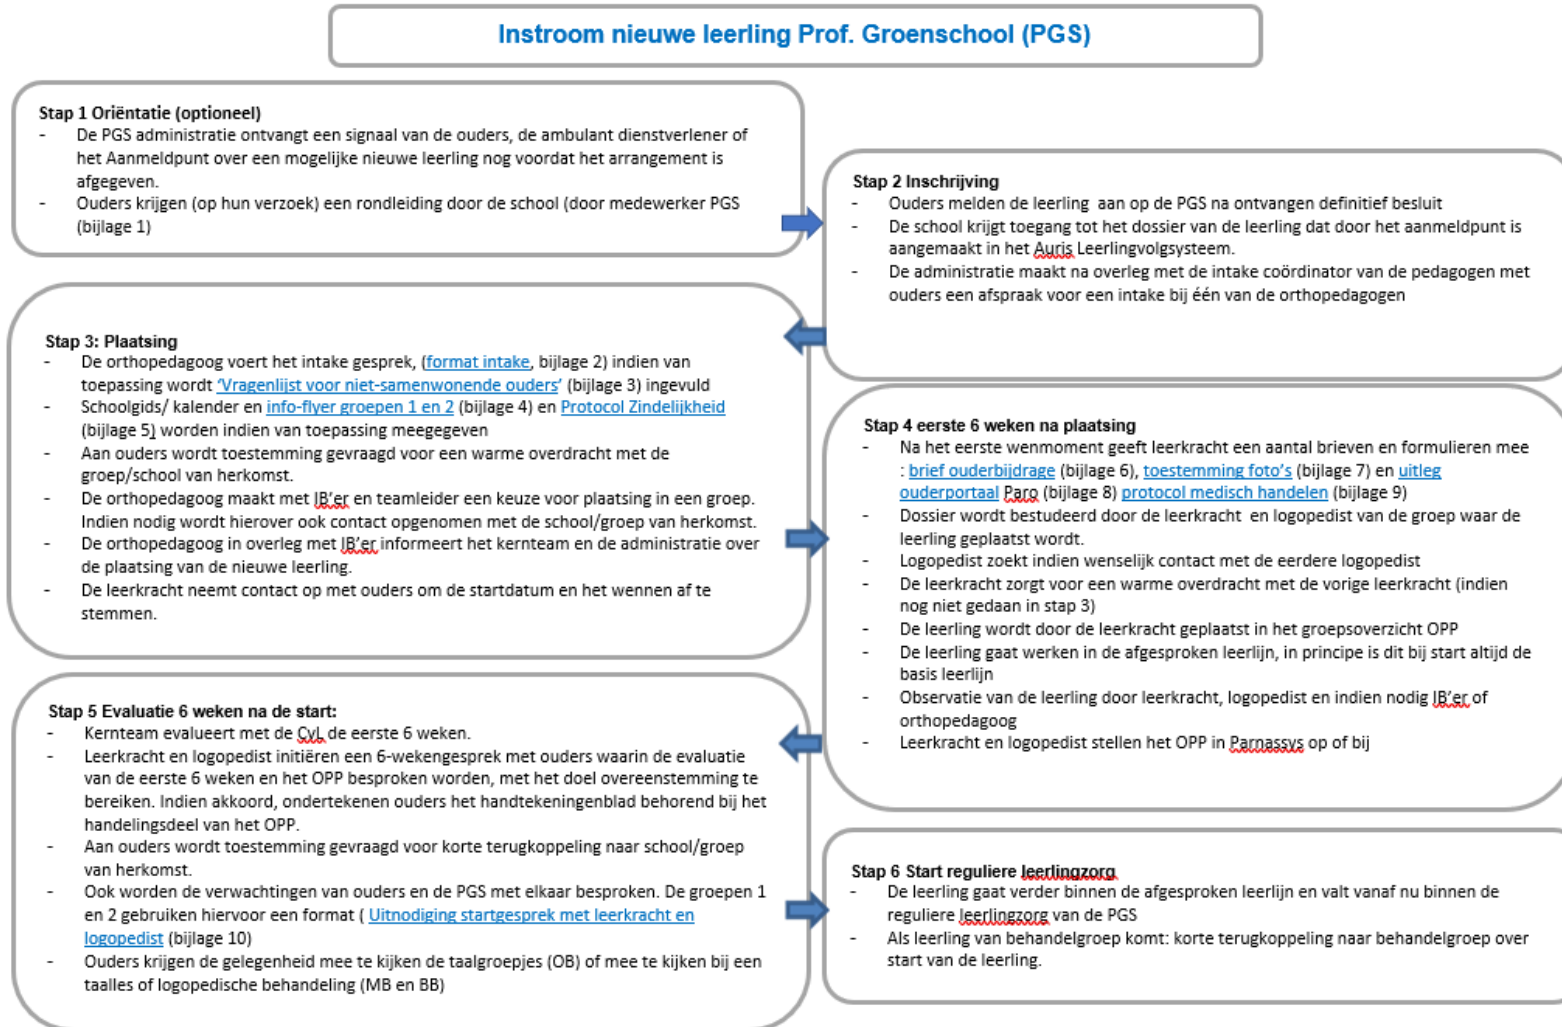 Instroom nieuwe leerling Prof. Groenschool (PGS)
Stap 1 Oriëntatie (optioneel)
- De PGS administratie ontvangt een signaal van de ouders, de ambulant dienstverlener of
het Aanmeldpunt over een mogelijke nieuwe leerling nog voordat het arrangement is
afgegeven.
- Ouders krijgen (op hun verzoek) een rondleiding door de school (door medewerker PGS
(bijlage 1)
Stap 2 Inschrijving
- Ouders melden de leerling aan op de PGS na ontvangen definitief besluit
- De school krijgt toegang tot het dossier van de leerling dat door het aanmeldpunt is
aangemaakt in het Auris Leerlingvolgsysteem.
- De administratie maakt na overleg met de intake coördinator van de pedagogen met
ouders een afspraak voor een intake bij één van de orthopedagogen
Stap 3: Plaatsing
- De orthopedagoog voert het intake gesprek, (format intake, bijlage 2) indien van
toepassing wordt ‘Vragenlijst voor niet-samenwonende ouders’ (bijlage 3) ingevuld
- Schoolgids/ kalender en info-flyer groepen 1 en 2 (bijlage 4) en Protocol Zindelijkheid
(bijlage 5) worden indien van toepassing meegegeven
- Aan ouders wordt toestemming gevraagd voor een warme overdracht met de
groep/school van herkomst.
- De orthopedagoog maakt met IB’er en teamleider een keuze voor plaatsing in een groep.
Indien nodig wordt hierover ook contact opgenomen met de school/groep van herkomst.
- De orthopedagoog in overleg met IB’er informeert het kernteam en de administratie over
de plaatsing van de nieuwe leerling.
- De leerkracht neemt contact op met ouders om de startdatum en het wennen af te
stemmen.
Stap 4 eerste 6 weken na plaatsing
- Na het eerste wenmoment geeft leerkracht een aantal brieven en formulieren mee
: brief ouderbijdrage (bijlage 6), toestemming foto’s (bijlage 7) en uitleg
ouderportaal Paro (bijlage 8) protocol medisch handelen (bijlage 9)
- Dossier wordt bestudeerd door de leerkracht en logopedist van de groep waar de
leerling geplaatst wordt.
- Logopedist zoekt indien wenselijk contact met de eerdere logopedist
- De leerkracht zorgt voor een warme overdracht met de vorige leerkracht (indien
nog niet gedaan in stap 3)
- De leerling wordt door de leerkracht geplaatst in het groepsoverzicht OPP
- De leerling gaat werken in de afgesproken leerlijn, in principe is dit bij start altijd de
basis leerlijn
- Observatie van de leerling door leerkracht, logopedist en indien nodig IB’er of
orthopedagoog
- Leerkracht en logopedist stellen het OPP in Parnassys op of bij
Stap 5 Evaluatie 6 weken na de start:
- Kernteam evalueert met de CvL de eerste 6 weken.
- Leerkracht en logopedist initiëren een 6-wekengesprek met ouders waarin de evaluatie
van de eerste 6 weken en het OPP besproken worden, met het doel overeenstemming te
bereiken. Indien akkoord, ondertekenen ouders het handtekeningenblad behorend bij het
handelingsdeel van het OPP.
- Aan ouders wordt toestemming gevraagd voor korte terugkoppeling naar school/groep
van herkomst.
- Ook worden de verwachtingen van ouders en de PGS met elkaar besproken. De groepen 1
en 2 gebruiken hiervoor een format ( Uitnodiging startgesprek met leerkracht en
logopedist (bijlage 10)
- Ouders krijgen de gelegenheid mee te kijken de taalgroepjes (OB) of mee te kijken bij een
taalles of logopedische behandeling (MB en BB)
Stap 6 Start reguliere leerlingzorg
- De leerling gaat verder binnen de afgesproken leerlijn en valt vanaf nu binnen de
reguliere leerlingzorg van de PGS
- Als leerling van behandelgroep komt: korte terugkoppeling naar behandelgroep over
start van de leerling.